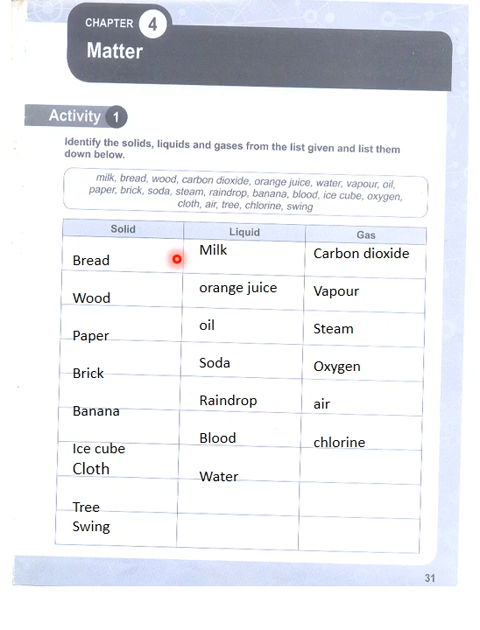 CHAPTER 4
Matter
Activity 1
Identify the solids, liquids and gases from the list given and list them
down below.
milk, bread, wood, carbon dioxide, orange juice, water, vapour, oil,
paper, brick, soda, steam, raindrop, banana, blood, ice cube, oxygen,
cloth, air, tree, chlorine, swing
Solid Liquid Gas
Bread Milk Carbon dioxide
Wood orange juice Vapour
Paper oil Steam
Brick Soda Oxygen
Banana Raindrop air
Ice cube Blood chlorine
Cloth Water
Tree
Swing
31